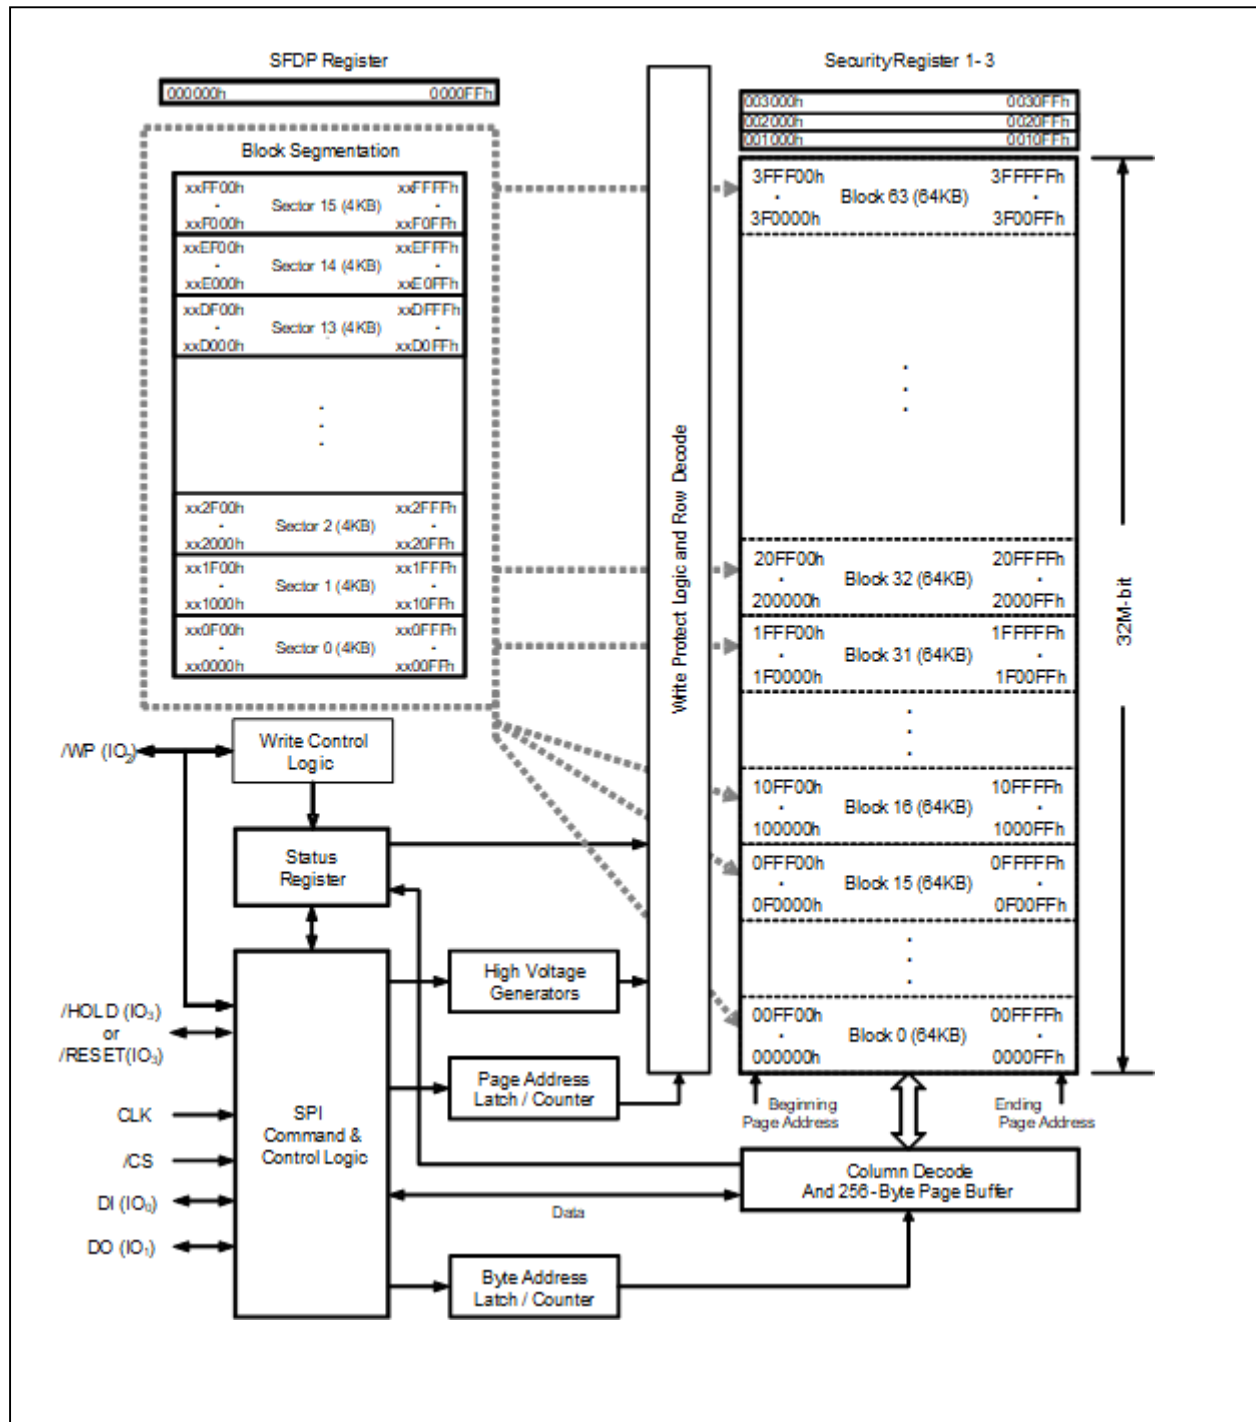 SFDP Register
000000h 0000FFh
Block Segmentation
xxFF00h xxFFFFh
Sector 15 (4KB)
xxF000h xxF0FFh
xxEF00h xxEFFFh
Sector 14 (4KB)
xxE000h xxE0FFh
xxDF00h xxDFFFh
Sector 13 (4KB)
xxD000h xxD0FFh
xx2F00h xx2FFFh
Sector 2 (4KB)
xx2000h xx20FFh
xx1F00h xx1FFFh
Sector 1 (4KB)
xx1000h xx10FFh
xx0F00h xx0FFFh
Sector 0 (4KB)
xx0000h xx00FFh
Write Protect Logic and Row Decode
Security Register 1 - 3
003000h 0030FFh
002000h 0020FFh
001000h 0010FFh
3FFF00h 3FFFFFh
Block 63 (64KB)
3F0000h 3F00FFh
20FF00h 20FFFFh
Block 32 (64KB)
200000h 2000FFh
1FFF00h 1FFFFFh
Block 31 (64KB)
1F0000h 1F00FFh
10FF00h 10FFFFh
Block 16 (64KB)
100000h 1000FFh
0FFF00h 0FFFFFh
Block 15 (64KB)
0F0000h 0F00FFh
00FF00h 00FFFFh
Block 0 (64KB)
000000h 0000FFh
32M-bit
Beginning
Page Address
Ending
Page Address
/WP (IO2)
Write Control
Logic
Status
Register
/HOLD (IO3)
or
/RESET(IO3)
CLK
/CS
DI (IO0)
DO (IO1)
SPI
Command &
Control Logic
High Voltage
Generators
Page Address
Latch / Counter
Column Decode
And 256-Byte Page Buffer
Data
Byte Address
Latch / Counter